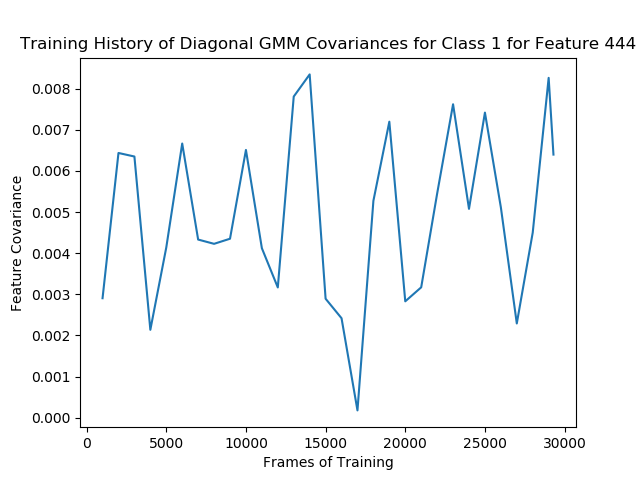 Training History of Diagonal GMM Covariances for Class 1 for Feature 444
0.008
0.007
0.006
0.005
0.004
0.003
0.002
0.001
0.000
Feature Covariance
0 5000 10000 15000 20000 25000 30000
Frames of Training